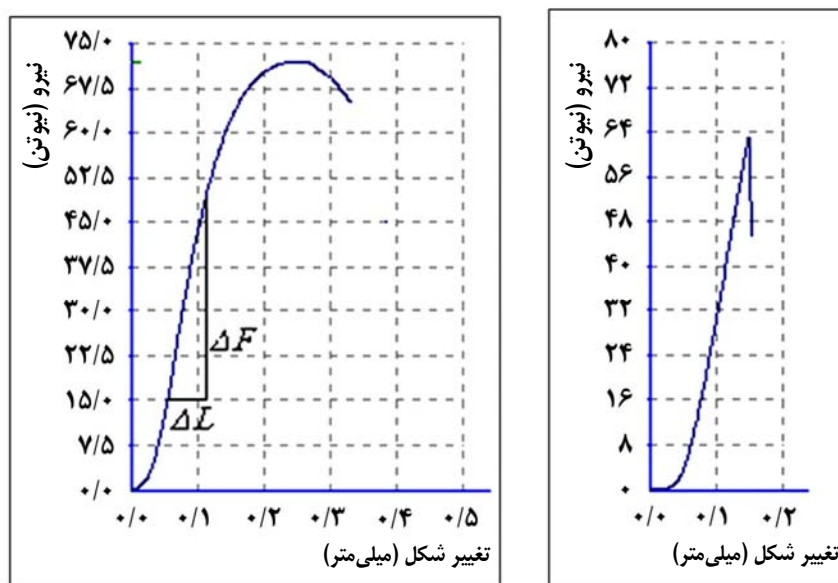 نیرو (نیوتن)
۷۵/۰
۶۷/۵
۶۰/۰
۵۲/۵
۴۵/۰
۳۷/۵
۳۰/۰
۲۲/۵
۱۵/۰
۷/۵
۰/۰
ΔF
ΔL
۰/۰ ۰/۱ ۰/۲ ۰/۳ ۰/۴ ۰/۵
تغییر شکل (میلی‌متر)
نیرو (نیوتن)
۸۰
۷۲
۶۴
۵۶
۴۸
۴۰
۳۲
۲۴
۱۶
۸
۰
۰/۰ ۰/۱ ۰/۲
تغییر شکل (میلی‌متر)